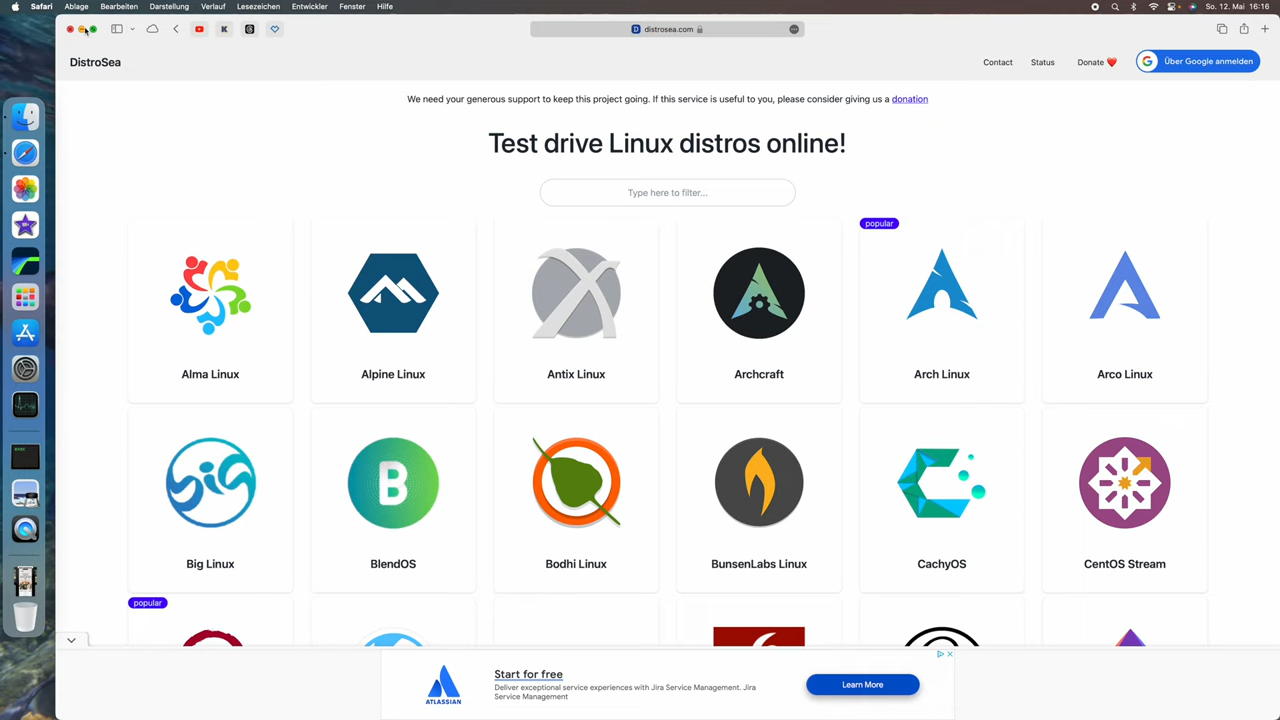 Safari Ablage Bearbeiten Darstellung Verlauf Lesezeichen Entwickler Fenster Hilfe
So. 12. Mai 16:16
K
D distrosea.com
DistroSea
Contact
Status
Donate
Über Google anmelden
We need your generous support to keep this project going. If this service is useful to you, please consider giving us a donation
Test drive Linux distros online!
Type here to filter...
popular
Alma Linux
Alpine Linux
Antix Linux
Archcraft
Arch Linux
Arco Linux
big
B
Big Linux
BlendOS
Bodhi Linux
BunsenLabs Linux
CachyOS
CentOS Stream
popular
ATLASSIAN
Start for free
Deliver exceptional service experiences with Jira Service Management. Jira
Service Management
Learn More